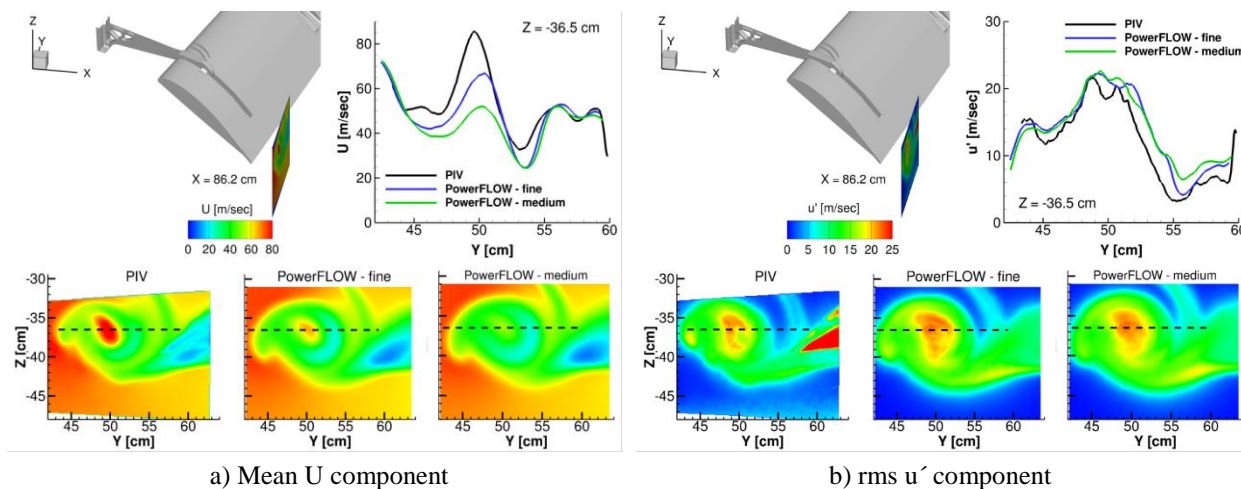 Z
Y
X
Z = -36.5 cm
U [m/sec]
80
60
40
20
0
PIV
PowerFLOW - fine
PowerFLOW - medium
45 50 55 60
Y [cm]
X = 86.2 cm
U [m/sec]
0 20 40 60 80
PIV
PowerFLOW - fine
PowerFLOW - medium
Z [cm]
-30
-35
-40
-45
45 50 55 60
Y [cm]
45 50 55 60
Y [cm]
45 50 55 60
Y [cm]
a) Mean U component
Z
Y
X
PIV
PowerFLOW - fine
PowerFLOW - medium
u' [m/sec]
30
20
10
0
Z = -36.5 cm
45 50 55 60
Y [cm]
X = 86.2 cm
u' [m/sec]
0 5 10 15 20 25
PIV
PowerFLOW - fine
PowerFLOW - medium
Z [cm]
-30
-35
-40
-45
45 50 55 60
Y [cm]
45 50 55 60
Y [cm]
45 50 55 60
Y [cm]
b) rms u´ component